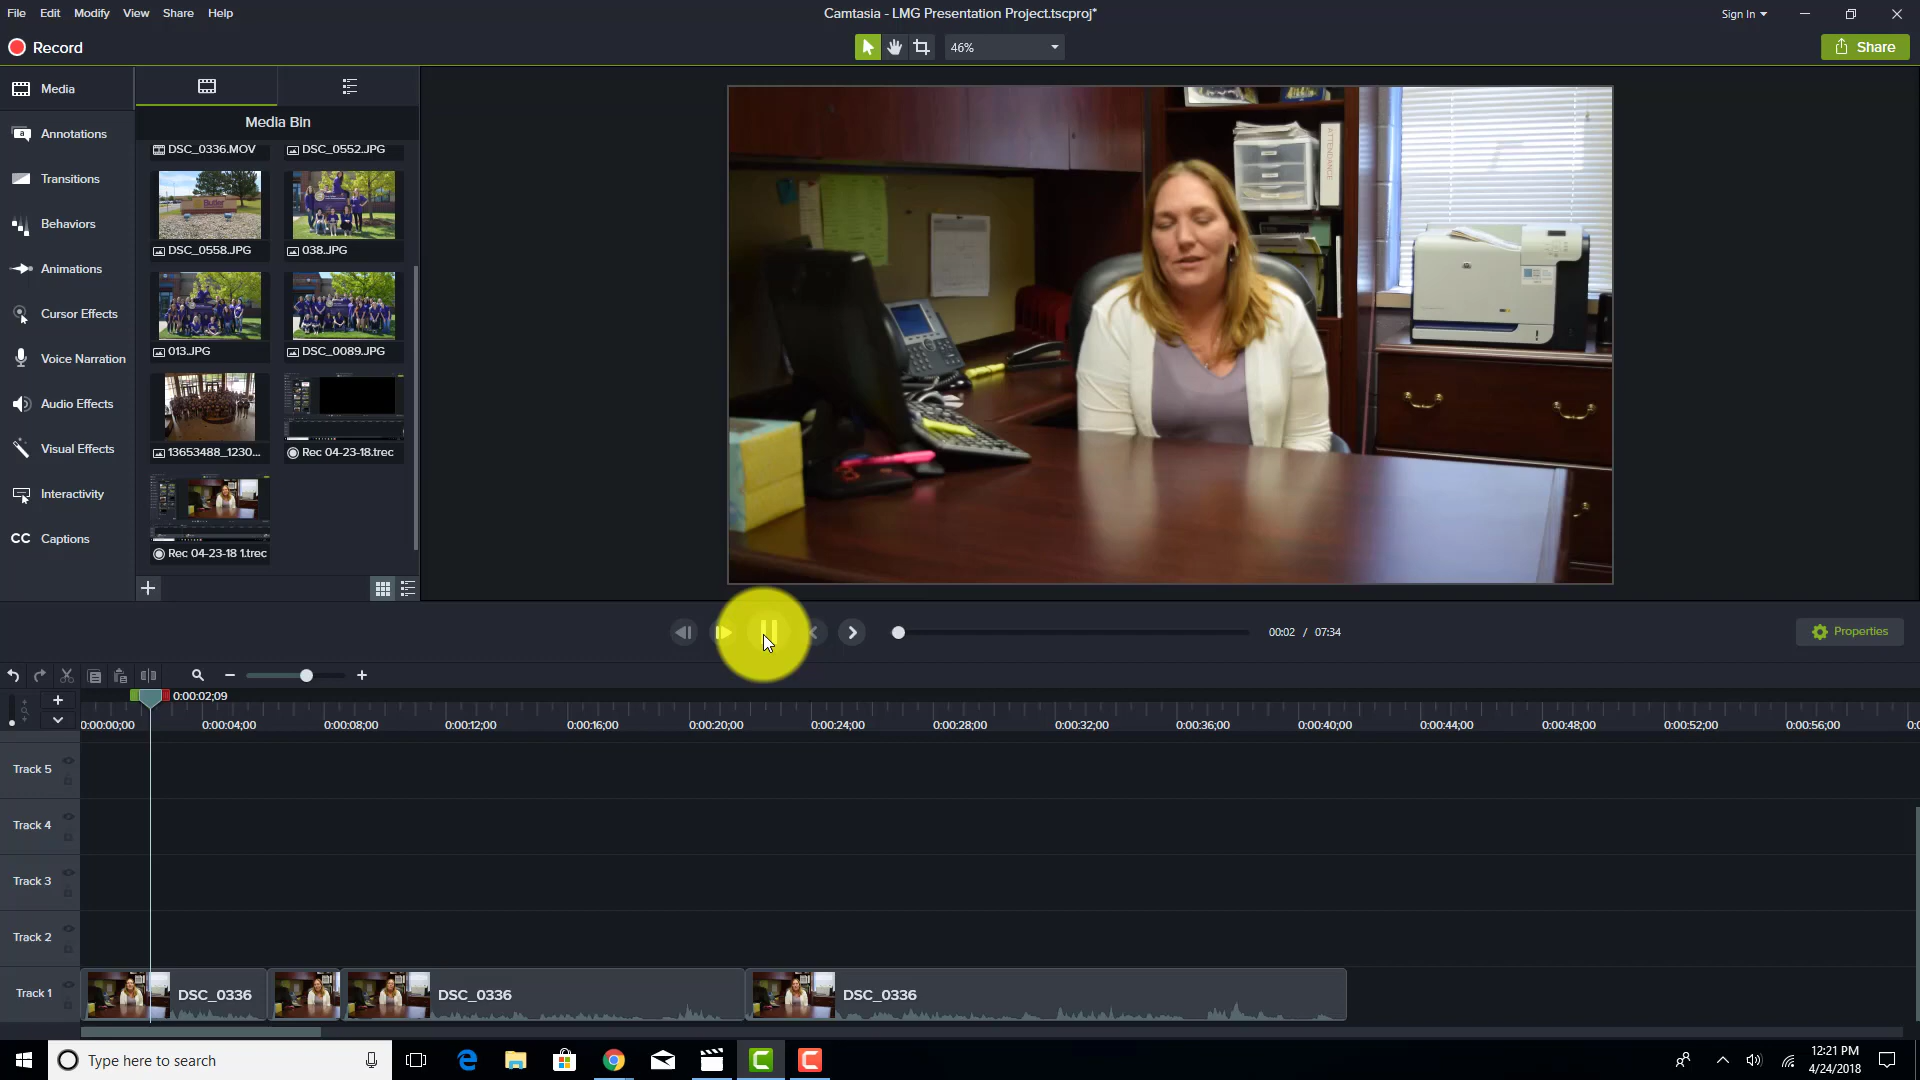 File Edit Modify View Share Help
Camtasia - LMG Presentation Project.tscproj*
Sign In
Record
46%
Share
Media
Annotations
Transitions
Behaviors
Animations
Cursor Effects
Voice Narration
Audio Effects
Visual Effects
Interactivity
CC Captions
Media Bin
DSC_0336.MOV DSC_0552.JPG
DSC_0558.JPG 038.JPG
013.JPG DSC_0089.JPG
13653488_1230... Rec 04-23-18.trec
Rec 04-23-18 1.trec
ATTENDANCE
Butler
00:02 / 07:34
Properties
0:00:02;09
0:00:00;00 0:00:04;00 0:00:08;00 0:00:12;00 0:00:16;00 0:00:20;00 0:00:24;00 0:00:28;00 0:00:32;00 0:00:36;00 0:00:40;00 0:00:44;00 0:00:48;00 0:00:52;00 0:00:56;00
Track 5
Track 4
Track 3
Track 2
Track 1
DSC_0336 DSC_0336 DSC_0336
Type here to search
12:21 PM
4/24/2018